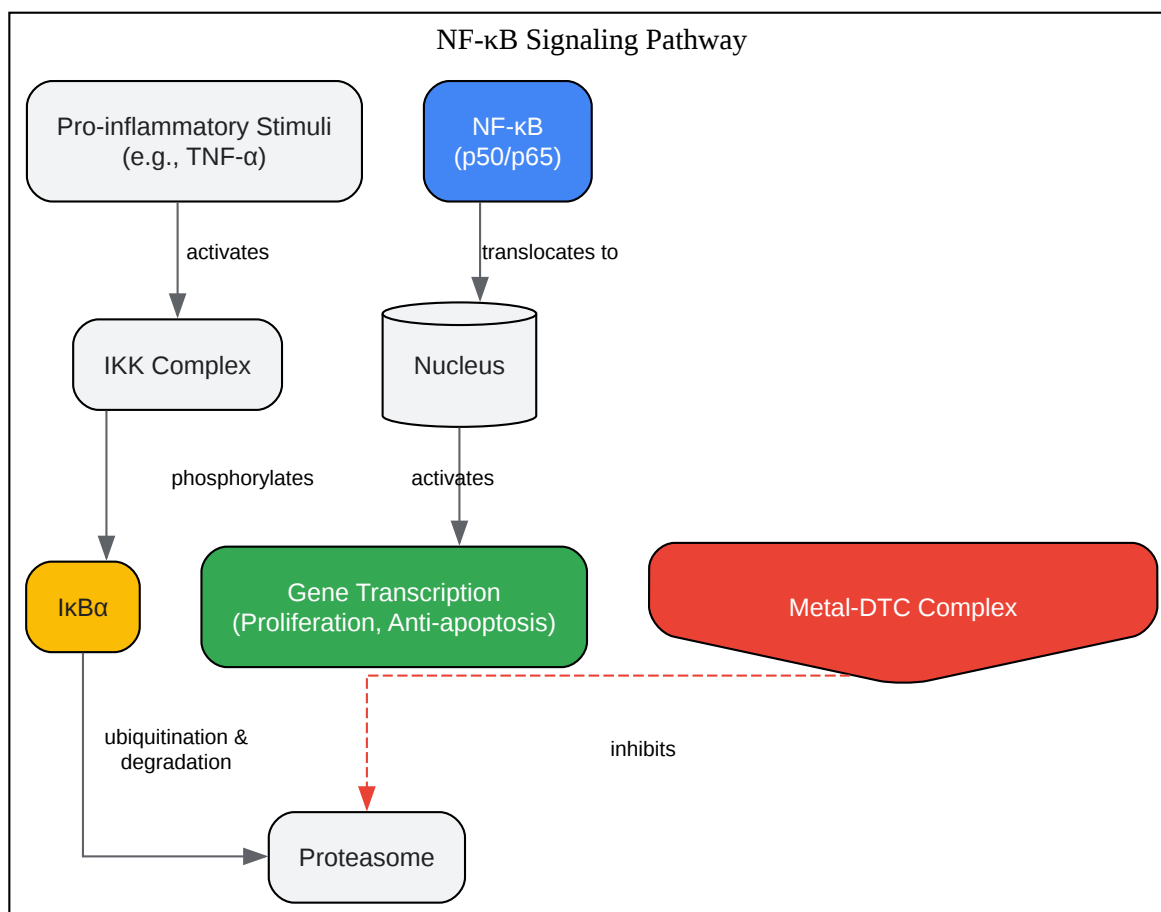 NF-κB Signaling Pathway
Pro-inflammatory Stimuli
(e.g., TNF-α)
NF-κB
(p50/p65)
activates
translocates to
IKK Complex
Nucleus
phosphorylates
activates
IκBα
Gene Transcription
(Proliferation, Anti-apoptosis)
Metal-DTC Complex
ubiquitination &
degradation
inhibits
Proteasome